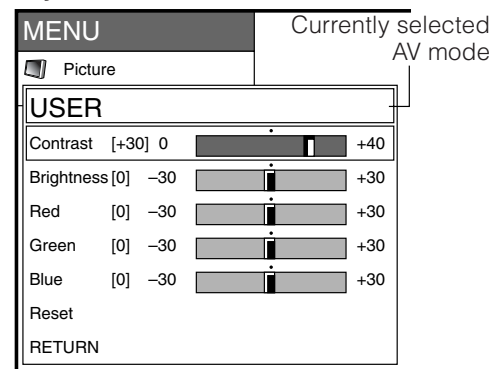 MENU
Currently selected
AV mode
Picture
USER
Contrast [+30] 0 +40
Brightness [0] –30 +30
Red [0] –30 +30
Green [0] –30 +30
Blue [0] –30 +30
Reset
RETURN